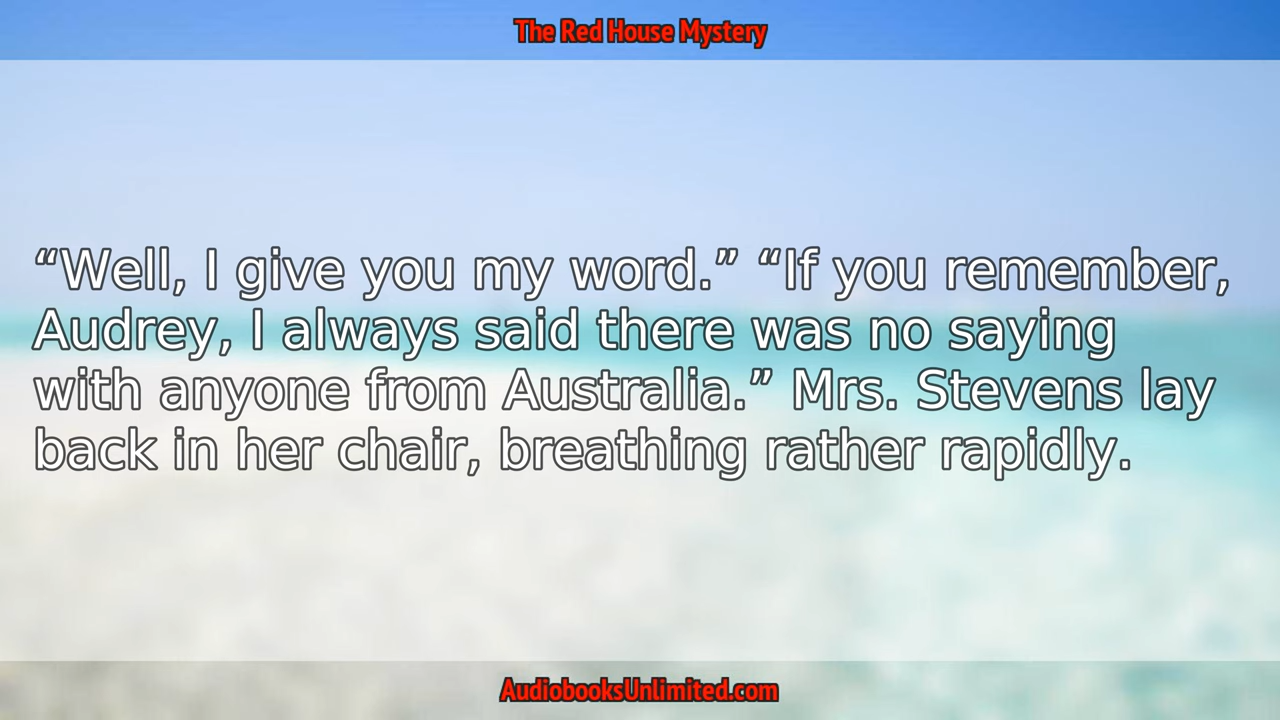 The Red House Mystery
“Well, I give you my word.” “If you remember,
Audrey, I always said there was no saying
with anyone from Australia.” Mrs. Stevens lay
back in her chair, breathing rather rapidly.
AudiobooksUnlimited.com